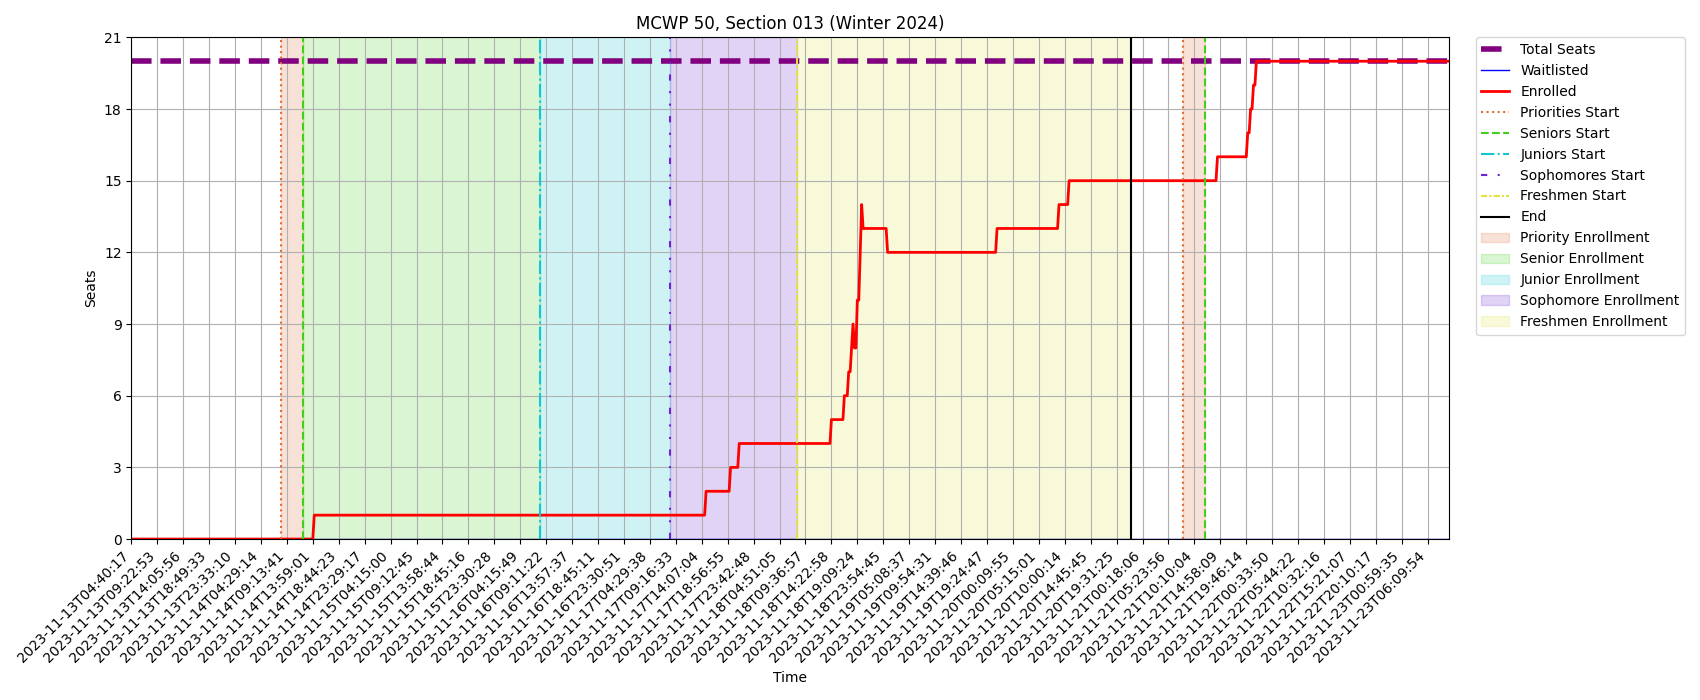 MCWP 50, Section 013 (Winter 2024)
21
18
15
12
9
6
3
0
Seats
2023-11-13T04:40:17
2023-11-13T09:22:53
2023-11-13T14:05:56
2023-11-13T18:49:33
2023-11-13T23:33:10
2023-11-14T04:29:14
2023-11-14T09:13:41
2023-11-14T13:59:01
2023-11-14T18:44:23
2023-11-14T23:29:17
2023-11-15T04:15:00
2023-11-15T09:12:45
2023-11-15T13:58:44
2023-11-15T18:45:16
2023-11-15T23:30:28
2023-11-16T04:15:49
2023-11-16T09:11:22
2023-11-16T13:57:37
2023-11-16T18:45:11
2023-11-16T23:30:51
2023-11-17T04:29:38
2023-11-17T09:16:33
2023-11-17T14:07:04
2023-11-17T18:56:55
2023-11-17T23:42:48
2023-11-18T04:51:05
2023-11-18T09:36:57
2023-11-18T14:22:58
2023-11-18T19:09:24
2023-11-18T23:54:45
2023-11-19T05:08:37
2023-11-19T09:54:31
2023-11-19T14:39:46
2023-11-19T19:24:47
2023-11-20T00:09:55
2023-11-20T05:15:01
2023-11-20T10:00:14
2023-11-20T14:45:45
2023-11-20T19:31:25
2023-11-21T00:18:06
2023-11-21T05:23:56
2023-11-21T10:10:04
2023-11-21T14:58:09
2023-11-21T19:46:14
2023-11-22T00:33:50
2023-11-22T05:44:22
2023-11-22T10:32:16
2023-11-22T15:21:07
2023-11-22T20:10:17
2023-11-23T00:59:35
2023-11-23T06:09:54
Time
Total Seats
Waitlisted
Enrolled
Priorities Start
Seniors Start
Juniors Start
Sophomores Start
Freshmen Start
End
Priority Enrollment
Senior Enrollment
Junior Enrollment
Sophomore Enrollment
Freshmen Enrollment